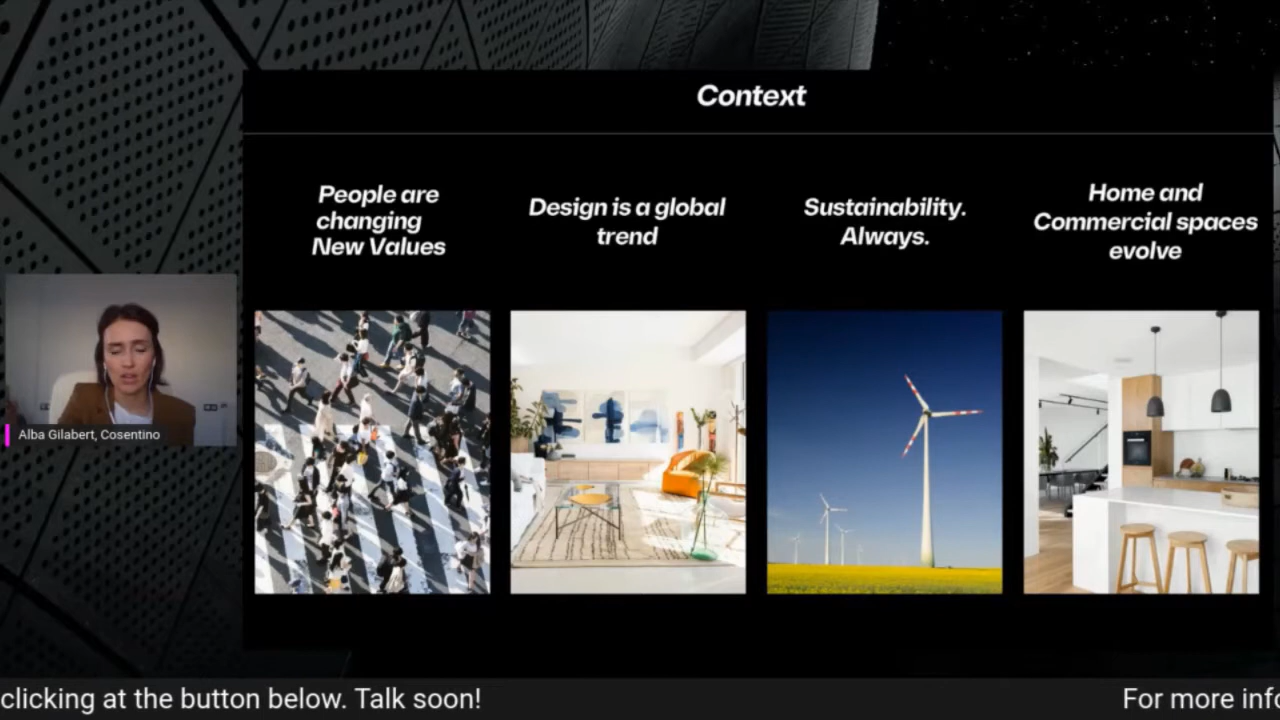 Context
People are
changing
New Values
Design is a global
trend
Sustainability.
Always.
Home and
Commercial spaces
evolve
Alba Gilabert, Cosentino
clicking at the button below. Talk soon!
For more info